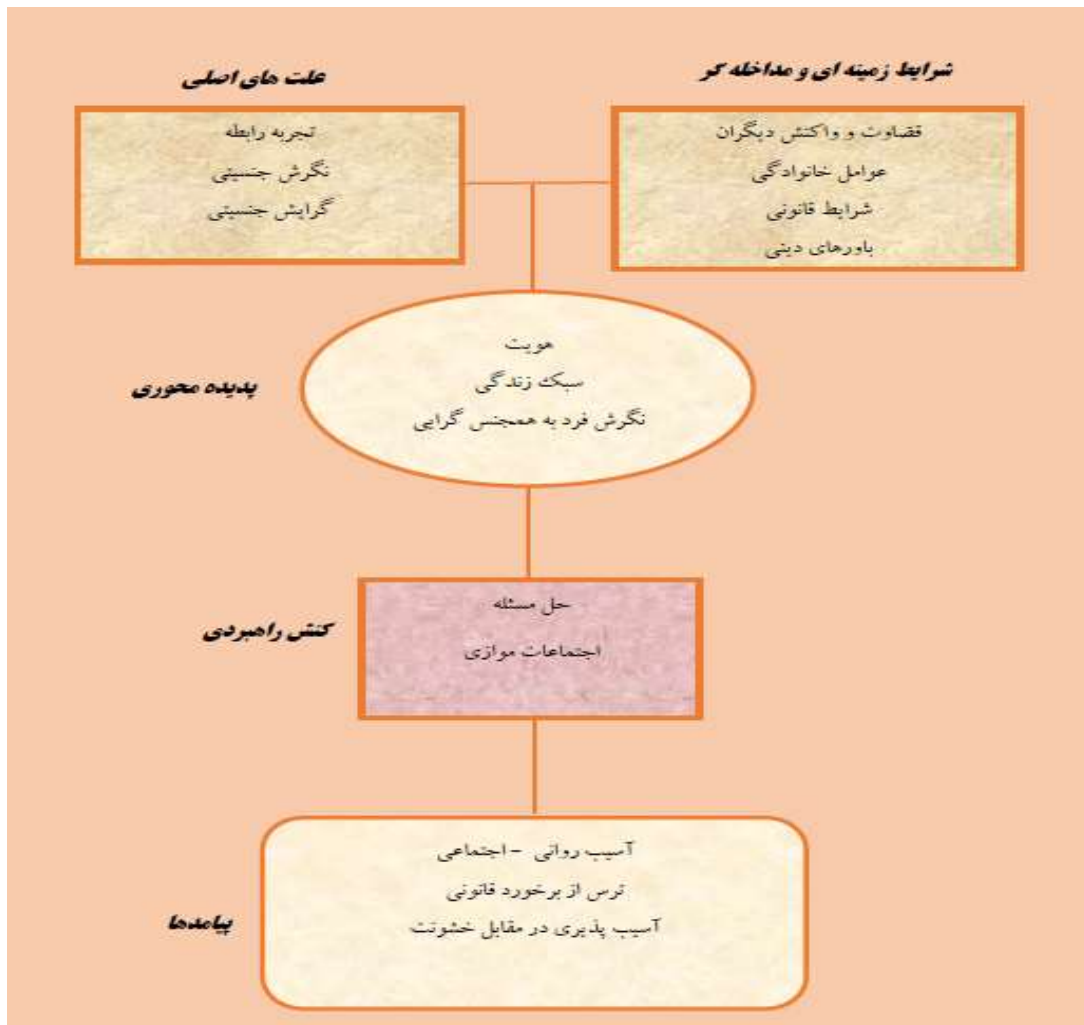 شرایط زمینه ای و مداخله گر
قضاوت و واکنش دیگران
عوامل خانوادگی
شرایط قانونی
باورهای دینی
علت های اصلی
تجربه رابطه
نگرش جنسیتی
گرایش جنسیتی
پدیده محوری
هویت
سبک زندگی
نگرش فرد به همجنس گرایی
کنش راهبردی
حل مسئله
اجتماعات موازی
پیامدها
آسیب روانی - اجتماعی
ترس از برخورد قانونی
آسیب پذیری در مقابل خشونت